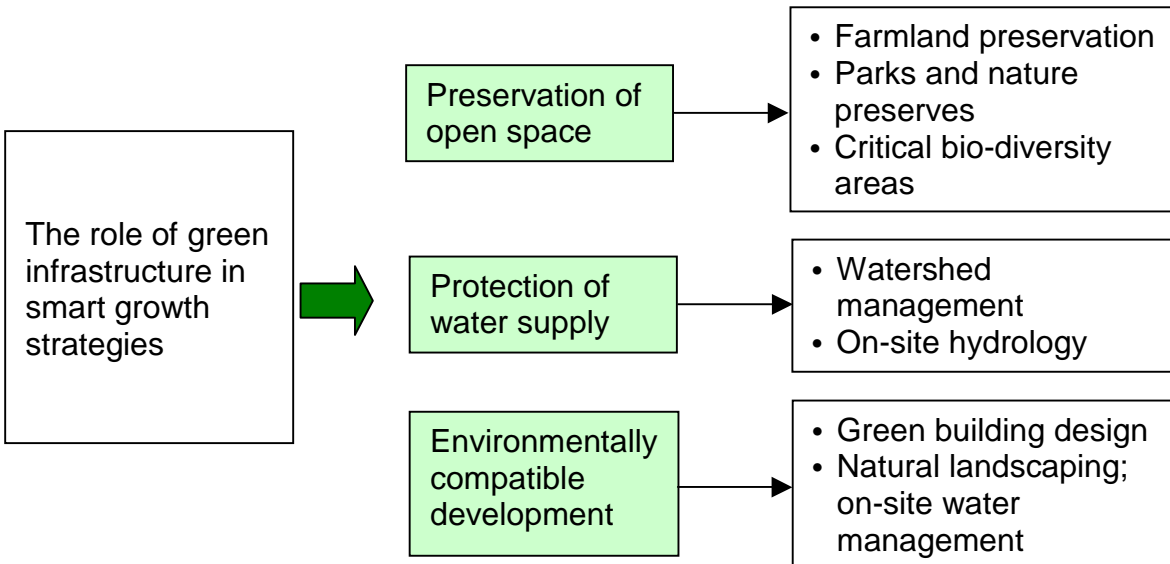 The role of green
infrastructure in
smart growth
strategies
Preservation of
open space
• Farmland preservation
• Parks and nature
preserves
• Critical bio-diversity
areas
Protection of
water supply
• Watershed
management
• On-site hydrology
Environmentally
compatible
development
• Green building design
• Natural landscaping;
on-site water
management